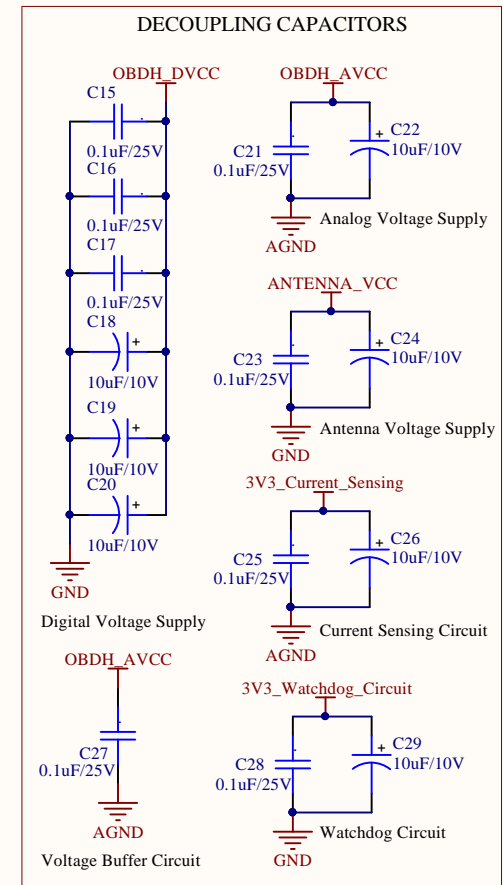 DECOUPLING CAPACITORS
OBDH_DVCC
C15
0.1uF/25V
C16
0.1uF/25V
C17
0.1uF/25V
C18
+
10uF/10V
C19
+
10uF/10V
C20
+
10uF/10V
GND
Digital Voltage Supply
OBDH_AVCC
C27
0.1uF/25V
AGND
Voltage Buffer Circuit
OBDH_AVCC
C21
0.1uF/25V
+
C22
10uF/10V
AGND
Analog Voltage Supply
ANTENNA_VCC
C23
0.1uF/25V
+
C24
10uF/10V
GND
Antenna Voltage Supply
3V3_Current_Sensing
C25
0.1uF/25V
+
C26
10uF/10V
AGND
Current Sensing Circuit
3V3_Watchdog_Circuit
C28
0.1uF/25V
+
C29
10uF/10V
GND
Watchdog Circuit